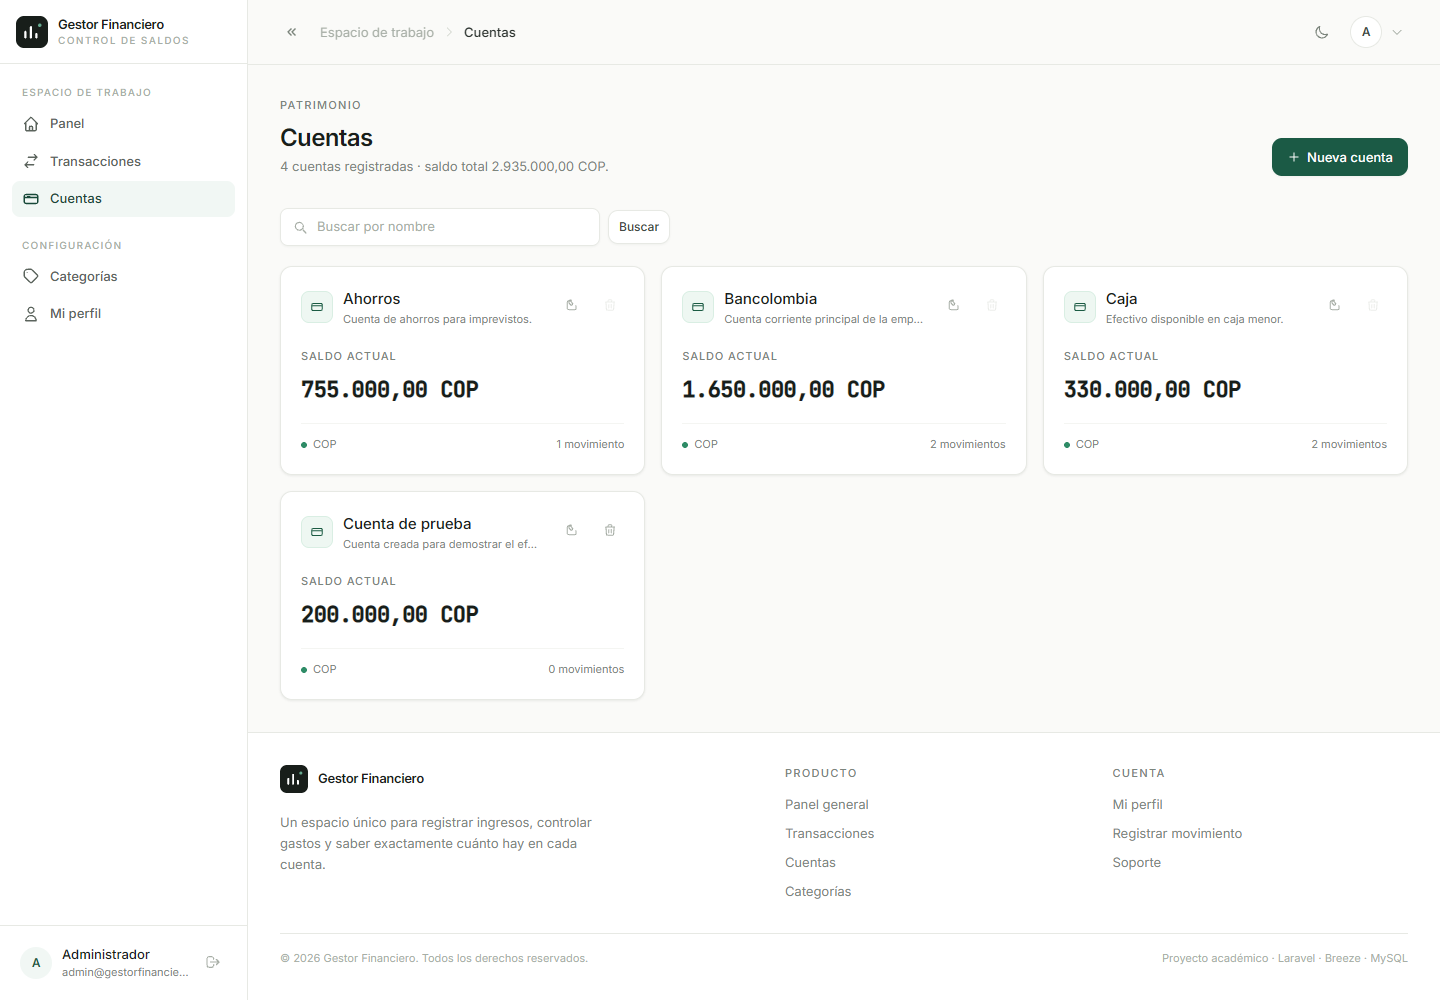 Gestor Financiero
CONTROL DE SALDOS
ESPACIO DE TRABAJO
Panel
Transacciones
Cuentas
CONFIGURACIÓN
Categorías
Mi perfil
A
Administrador
admin@gestorfinancie...
Espacio de trabajo
Cuentas
A
PATRIMONIO
Cuentas
4 cuentas registradas · saldo total 2.935.000,00 COP.
Nueva cuenta
Buscar por nombre
Buscar
Ahorros
Cuenta de ahorros para imprevistos.
SALDO ACTUAL
755.000,00 COP
COP
1 movimiento
Bancolombia
Cuenta corriente principal de la emp...
SALDO ACTUAL
1.650.000,00 COP
COP
2 movimientos
Caja
Efectivo disponible en caja menor.
SALDO ACTUAL
330.000,00 COP
COP
2 movimientos
Cuenta de prueba
Cuenta creada para demostrar el ef...
SALDO ACTUAL
200.000,00 COP
COP
0 movimientos
Gestor Financiero
Un espacio único para registrar ingresos, controlar
gastos y saber exactamente cuánto hay en cada
cuenta.
PRODUCTO
Panel general
Transacciones
Cuentas
Categorías
CUENTA
Mi perfil
Registrar movimiento
Soporte
© 2026 Gestor Financiero. Todos los derechos reservados.
Proyecto académico · Laravel · Breeze · MySQL